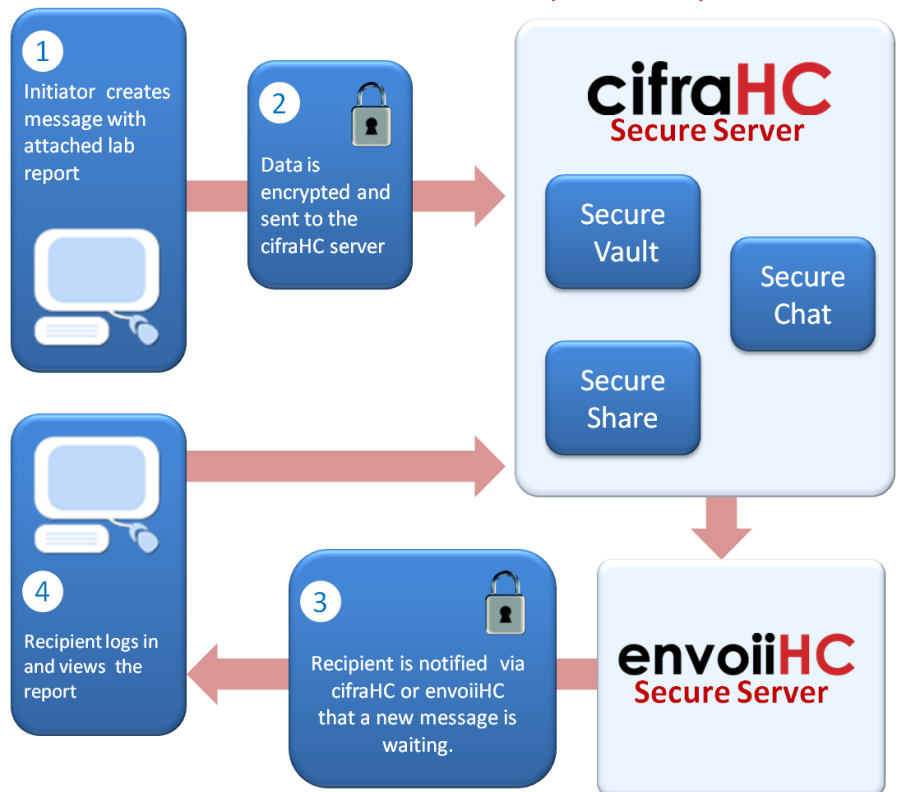 1
Initiator creates
message with
attached lab
report
2
Data is
encrypted and
sent to the
cifraHC server
cifraHC
Secure Server
Secure
Vault
Secure
Chat
Secure
Share
4
Recipient logs in
and views the
report
3
Recipient is notified via
cifraHC or envoiiHC
that a new message is
waiting.
envoiiHC
Secure Server